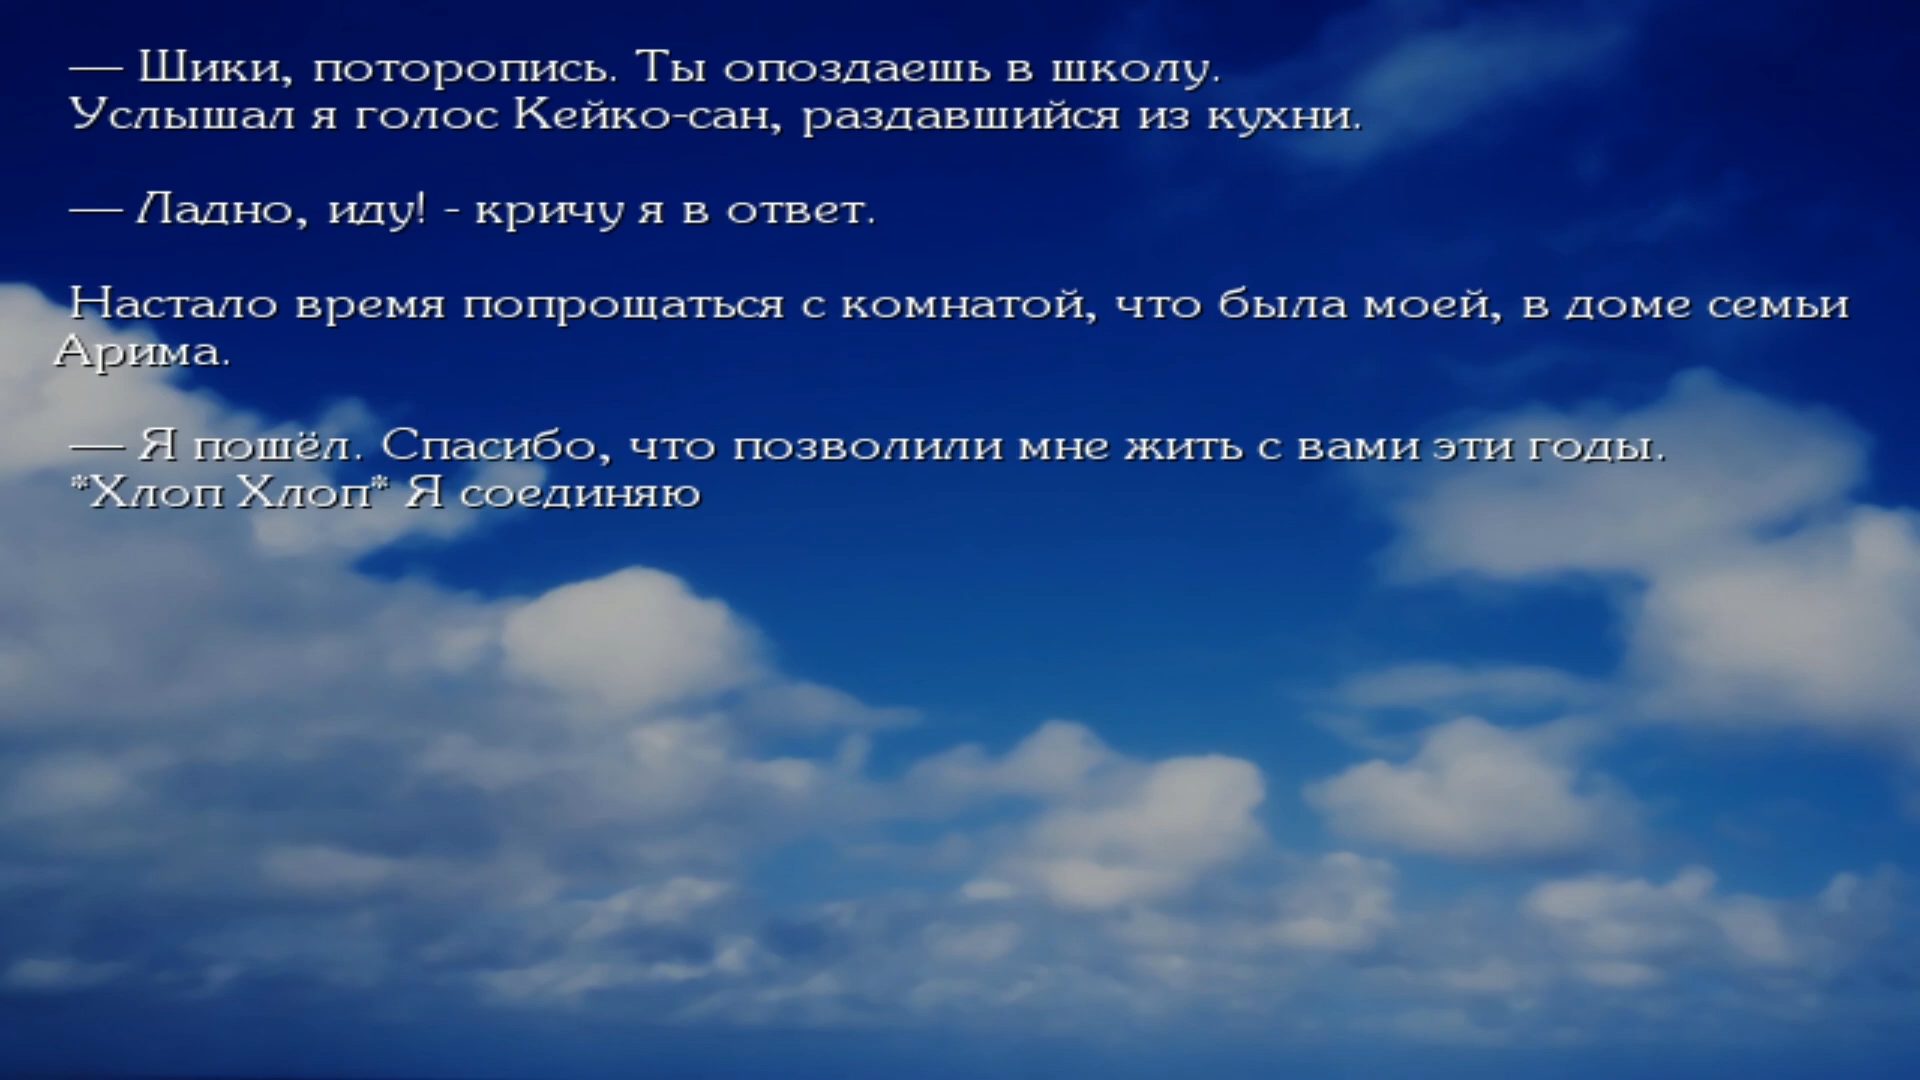 — Шики, поторопись. Ты опоздаешь в школу.
Услышал я голос Кейко-сан, раздавшийся из кухни.
— Ладно, иду! - кричу я в ответ.
Настало время попрощаться с комнатой, что была моей, в доме семьи
Арима.
— Я пошёл. Спасибо, что позволили мне жить с вами эти годы.
*Хлоп Хлоп* Я соединяю